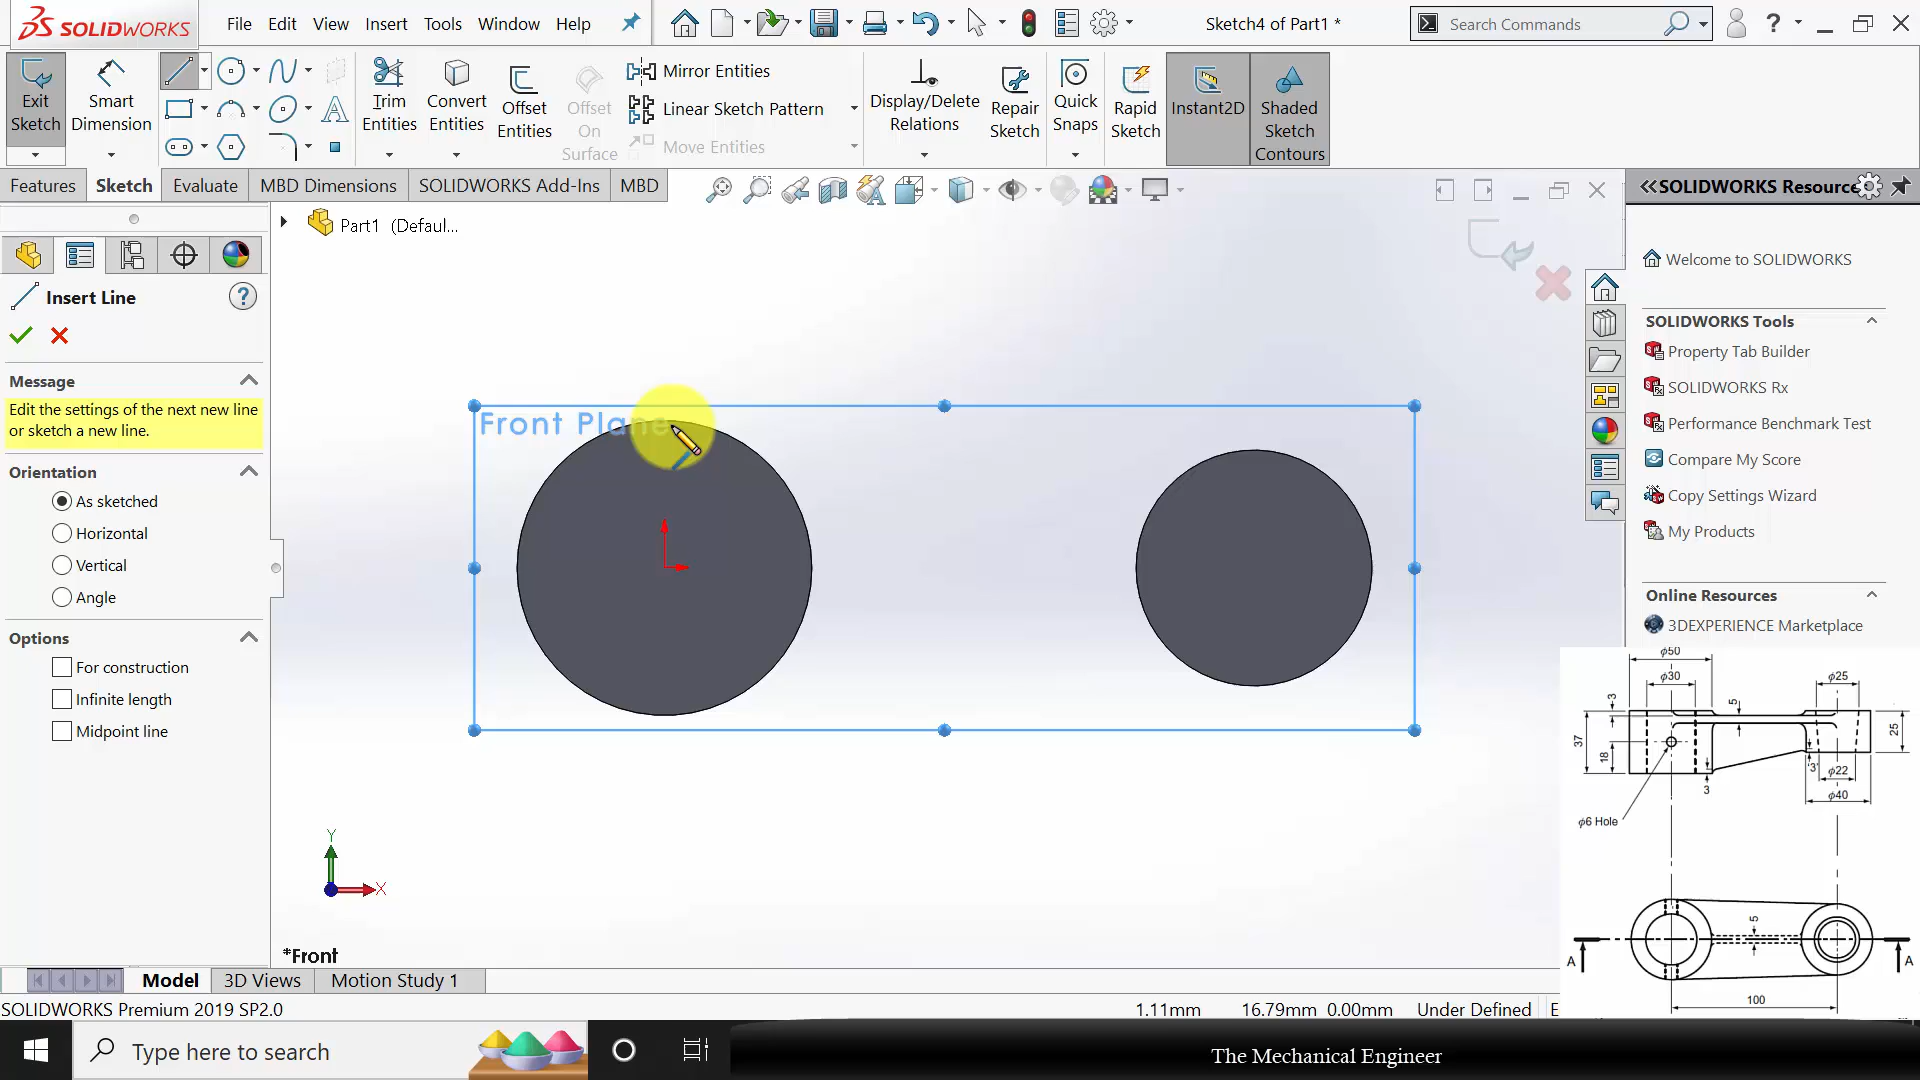 SOLIDWORKS
File Edit View Insert Tools Window Help
Sketch4 of Part1 *
Search Commands
Exit Sketch
Smart Dimension
Trim Entities
Convert Entities
Offset Entities
Offset On Surface
Mirror Entities
Linear Sketch Pattern
Move Entities
Display/Delete Relations
Repair Sketch
Quick Snaps
Rapid Sketch
Instant2D
Shaded Sketch Contours
Features Sketch Evaluate MBD Dimensions SOLIDWORKS Add-Ins MBD
SOLIDWORKS Resource
Part1 (Defaul...
Insert Line
Message
Edit the settings of the next new line
or sketch a new line.
Orientation
As sketched
Horizontal
Vertical
Angle
Options
For construction
Infinite length
Midpoint line
Front Plane
Y
X
*Front
Welcome to SOLIDWORKS
SOLIDWORKS Tools
Property Tab Builder
SOLIDWORKS Rx
Performance Benchmark Test
Compare My Score
Copy Settings Wizard
My Products
Online Resources
3DEXPERIENCE Marketplace
ϕ50
ϕ30
ϕ25
3
5
37
18
25
3
3
ϕ22
ϕ40
ϕ6 Hole
5
A A
100
Model 3D Views Motion Study 1
SOLIDWORKS Premium 2019 SP2.0
1.11mm 16.79mm 0.00mm Under Defined E
Type here to search
The Mechanical Engineer